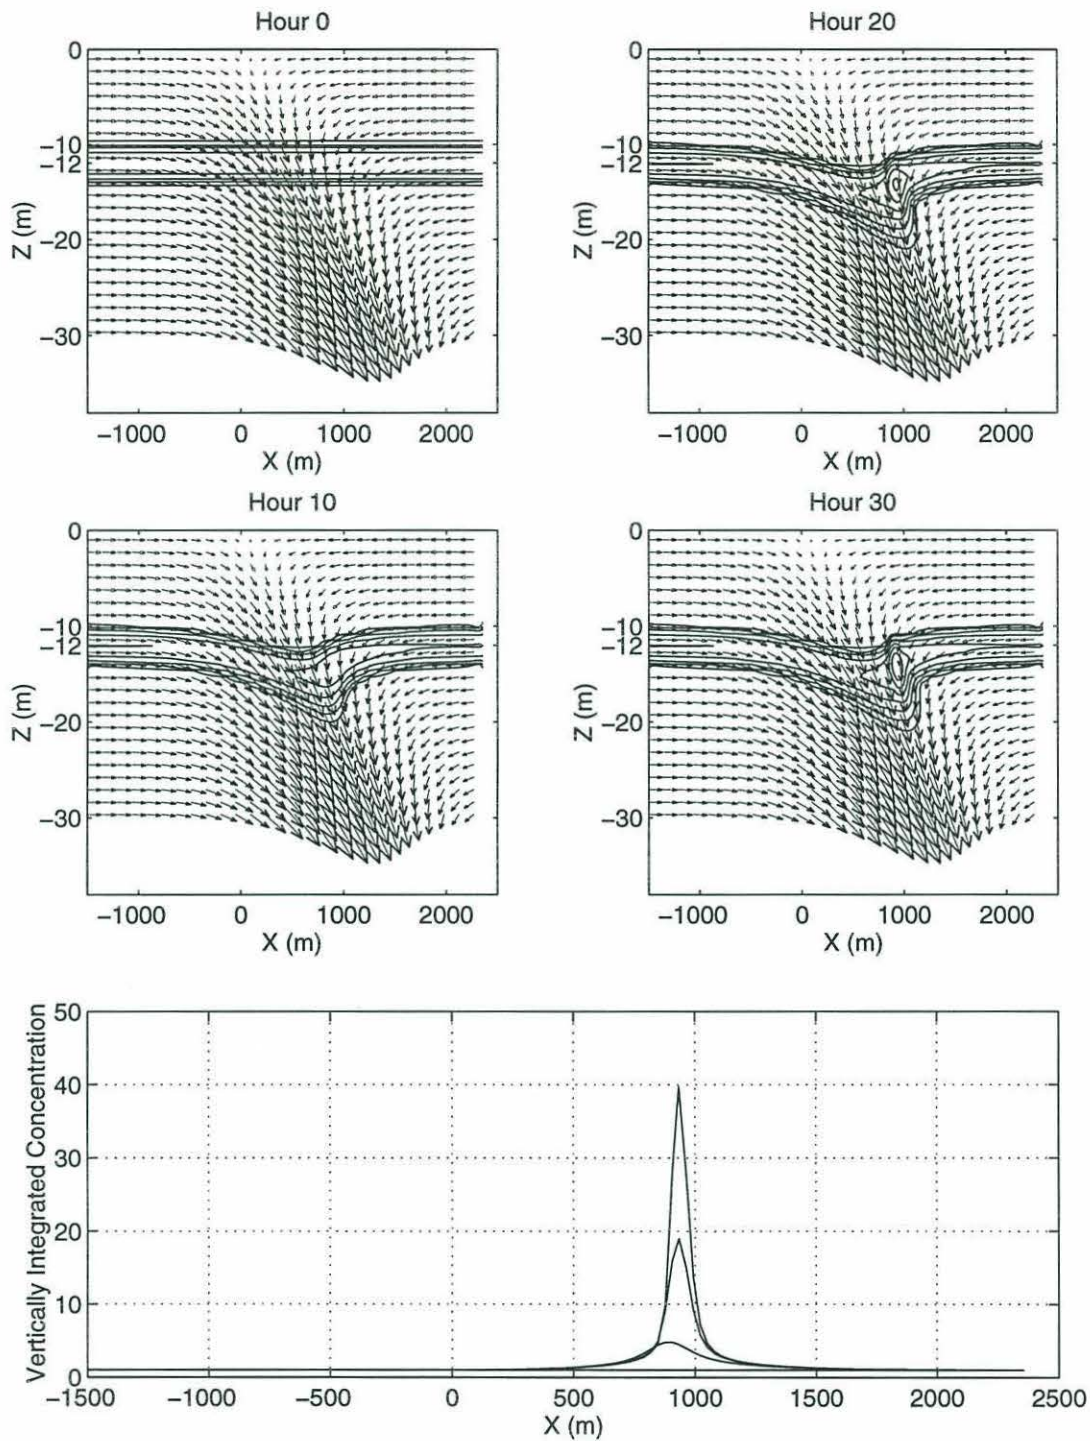 Hour 0
0
−10
−12
−20
−30
Z (m)
−1000 0 1000 2000
X (m)
Hour 20
0
−10
−12
−20
−30
Z (m)
−1000 0 1000 2000
X (m)
Hour 10
0
−10
−12
−20
−30
Z (m)
−1000 0 1000 2000
X (m)
Hour 30
0
−10
−12
−20
−30
Z (m)
−1000 0 1000 2000
X (m)
Vertically Integrated Concentration
50
40
30
20
10
0
−1500 −1000 −500 0 500 1000 1500 2000 2500
X (m)